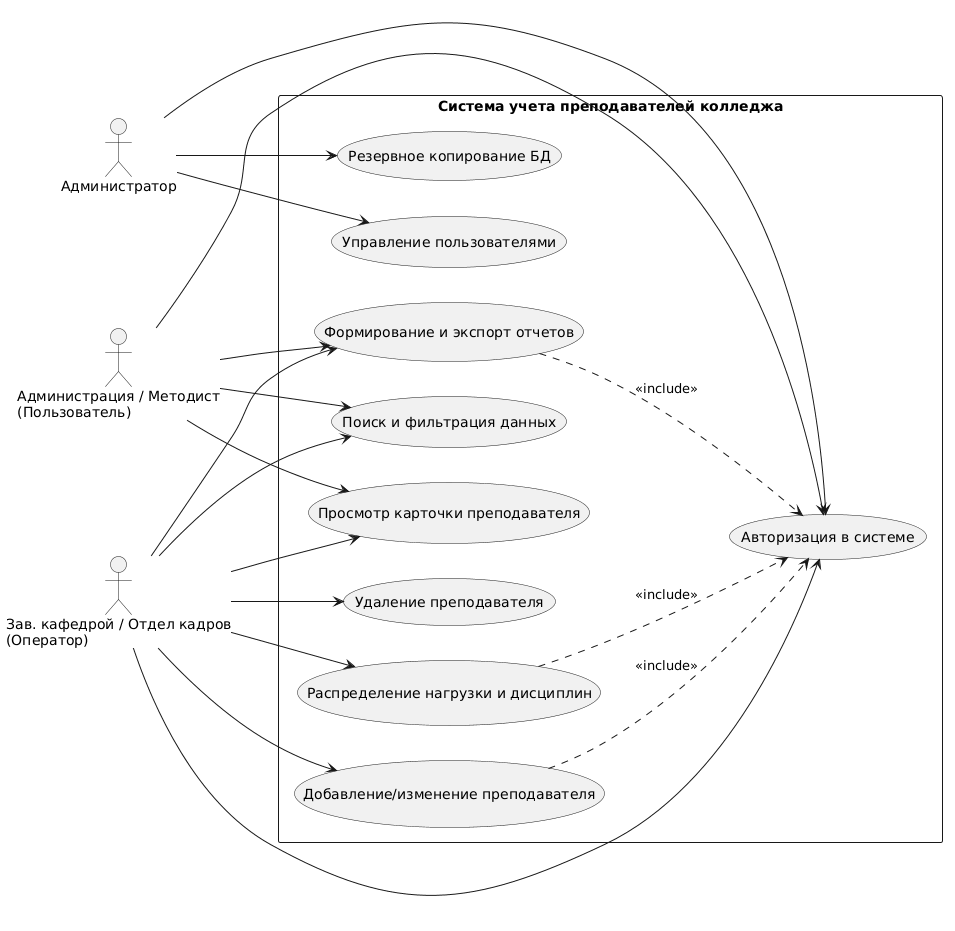 Система учета преподавателей колледжа
Резервное копирование БД
Администратор
Управление пользователями
Формирование и экспорт отчетов
«include»
Администрация / Методист
(Пользователь)
Поиск и фильтрация данных
Просмотр карточки преподавателя
Авторизация в системе
Удаление преподавателя
«include»
Зав. кафедрой / Отдел кадров
(Оператор)
«include»
Распределение нагрузки и дисциплин
Добавление/изменение преподавателя